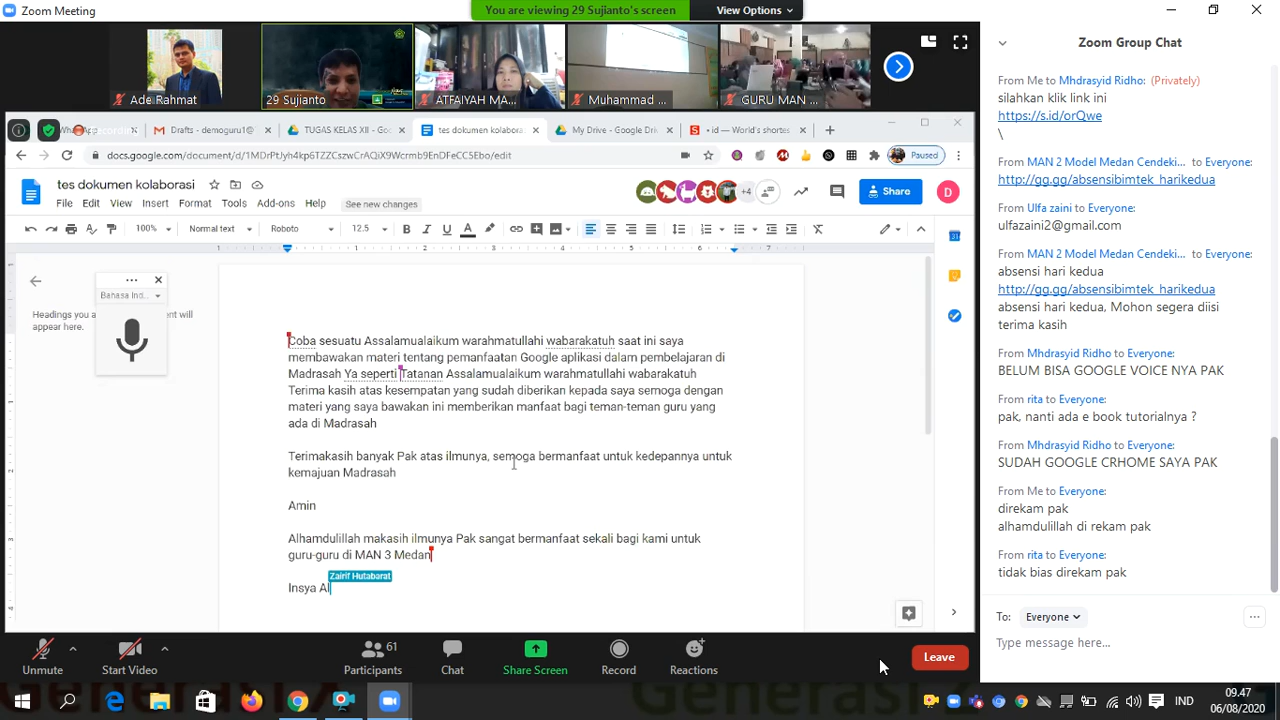 Zoom Meeting
You are viewing 29 Sujianto's screen
View Options
Ade Rahmat
29 Sujianto
ATFAIYAH MA...
Muhammad ...
GURU MAN ...
Drafts - demoguru1@
TUGAS KELAS XII - Goo
tes dokumen kolabora
My Drive - Google Driv
• id — World's shortes
docs.google.com/document/d/1MDrPtJyh4kp6TZZCszwCrAQiX9Wcrmb9EnDFeCC5Ebo/edit
Paused
tes dokumen kolaborasi
File Edit View Insert Format Tools Add-ons Help See new changes
+4
Share
D
100% Normal text Roboto 12.5 B I U A
1 1 2 3 4 5 6 7
Bahasa Ind...
Headings you a
ent will
appear here.
Coba sesuatu Assalamualaikum warahmatullahi wabarakatuh saat ini saya
membawakan materi tentang pemanfaatan Google aplikasi dalam pembelajaran di
Madrasah Ya seperti Tatanan Assalamualaikum warahmatullahi wabarakatuh
Terima kasih atas kesempatan yang sudah diberikan kepada saya semoga dengan
materi yang saya bawakan ini memberikan manfaat bagi teman-teman guru yang
ada di Madrasah
Terimakasih banyak Pak atas ilmunya, semoga bermanfaat untuk kedepannya untuk
kemajuan Madrasah
Amin
Alhamdulillah makasih ilmunya Pak sangat bermanfaat sekali bagi kami untuk
guru-guru di MAN 3 Medan
Zairif Hutabarat
Insya Al
Unmute
Start Video
61
Participants
Chat
Share Screen
Record
Reactions
Leave
Zoom Group Chat
From Me to Mhdrasyid Ridho: (Privately)
silahkan klik link ini
https://s.id/orQwe
\
From MAN 2 Model Medan Cendeki... to Everyone:
http://gg.gg/absensibimtek_harikedua
From Ulfa zaini to Everyone:
ulfazaini2@gmail.com
From MAN 2 Model Medan Cendeki... to Everyone:
absensi hari kedua
http://gg.gg/absensibimtek_harikedua
absensi hari kedua, Mohon segera diisi
terima kasih
From Mhdrasyid Ridho to Everyone:
BELUM BISA GOOGLE VOICE NYA PAK
From rita to Everyone:
pak, nanti ada e book tutorialnya ?
From Mhdrasyid Ridho to Everyone:
SUDAH GOOGLE CRHOME SAYA PAK
From Me to Everyone:
direkam pak
alhamdulillah di rekam pak
From rita to Everyone:
tidak bias direkam pak
To: Everyone
Type message here...
IND
09.47
06/08/2020